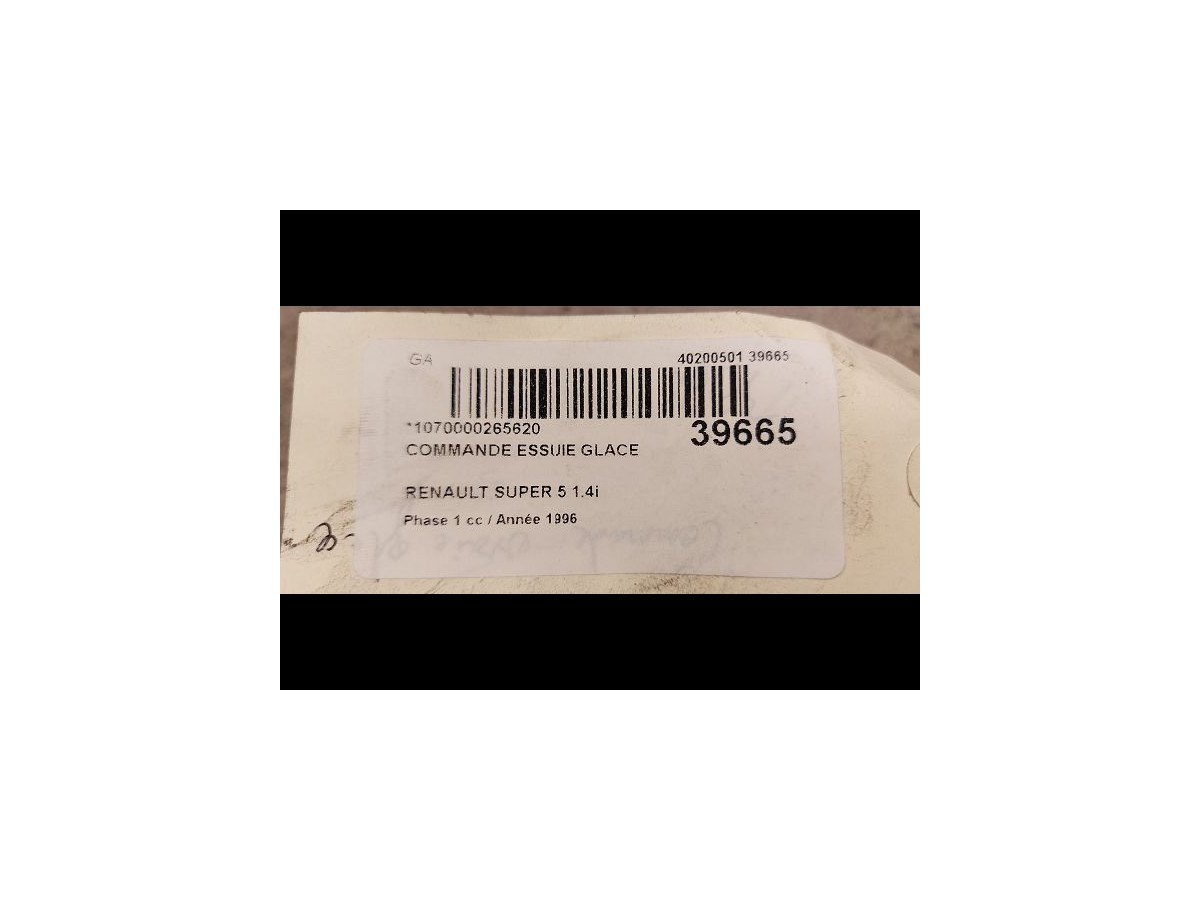 GA 40200501 39665
*1070000265620 39665
COMMANDE ESSUIE GLACE
RENAULT SUPER 5 1.4i
Phase 1 cc / Année 1996